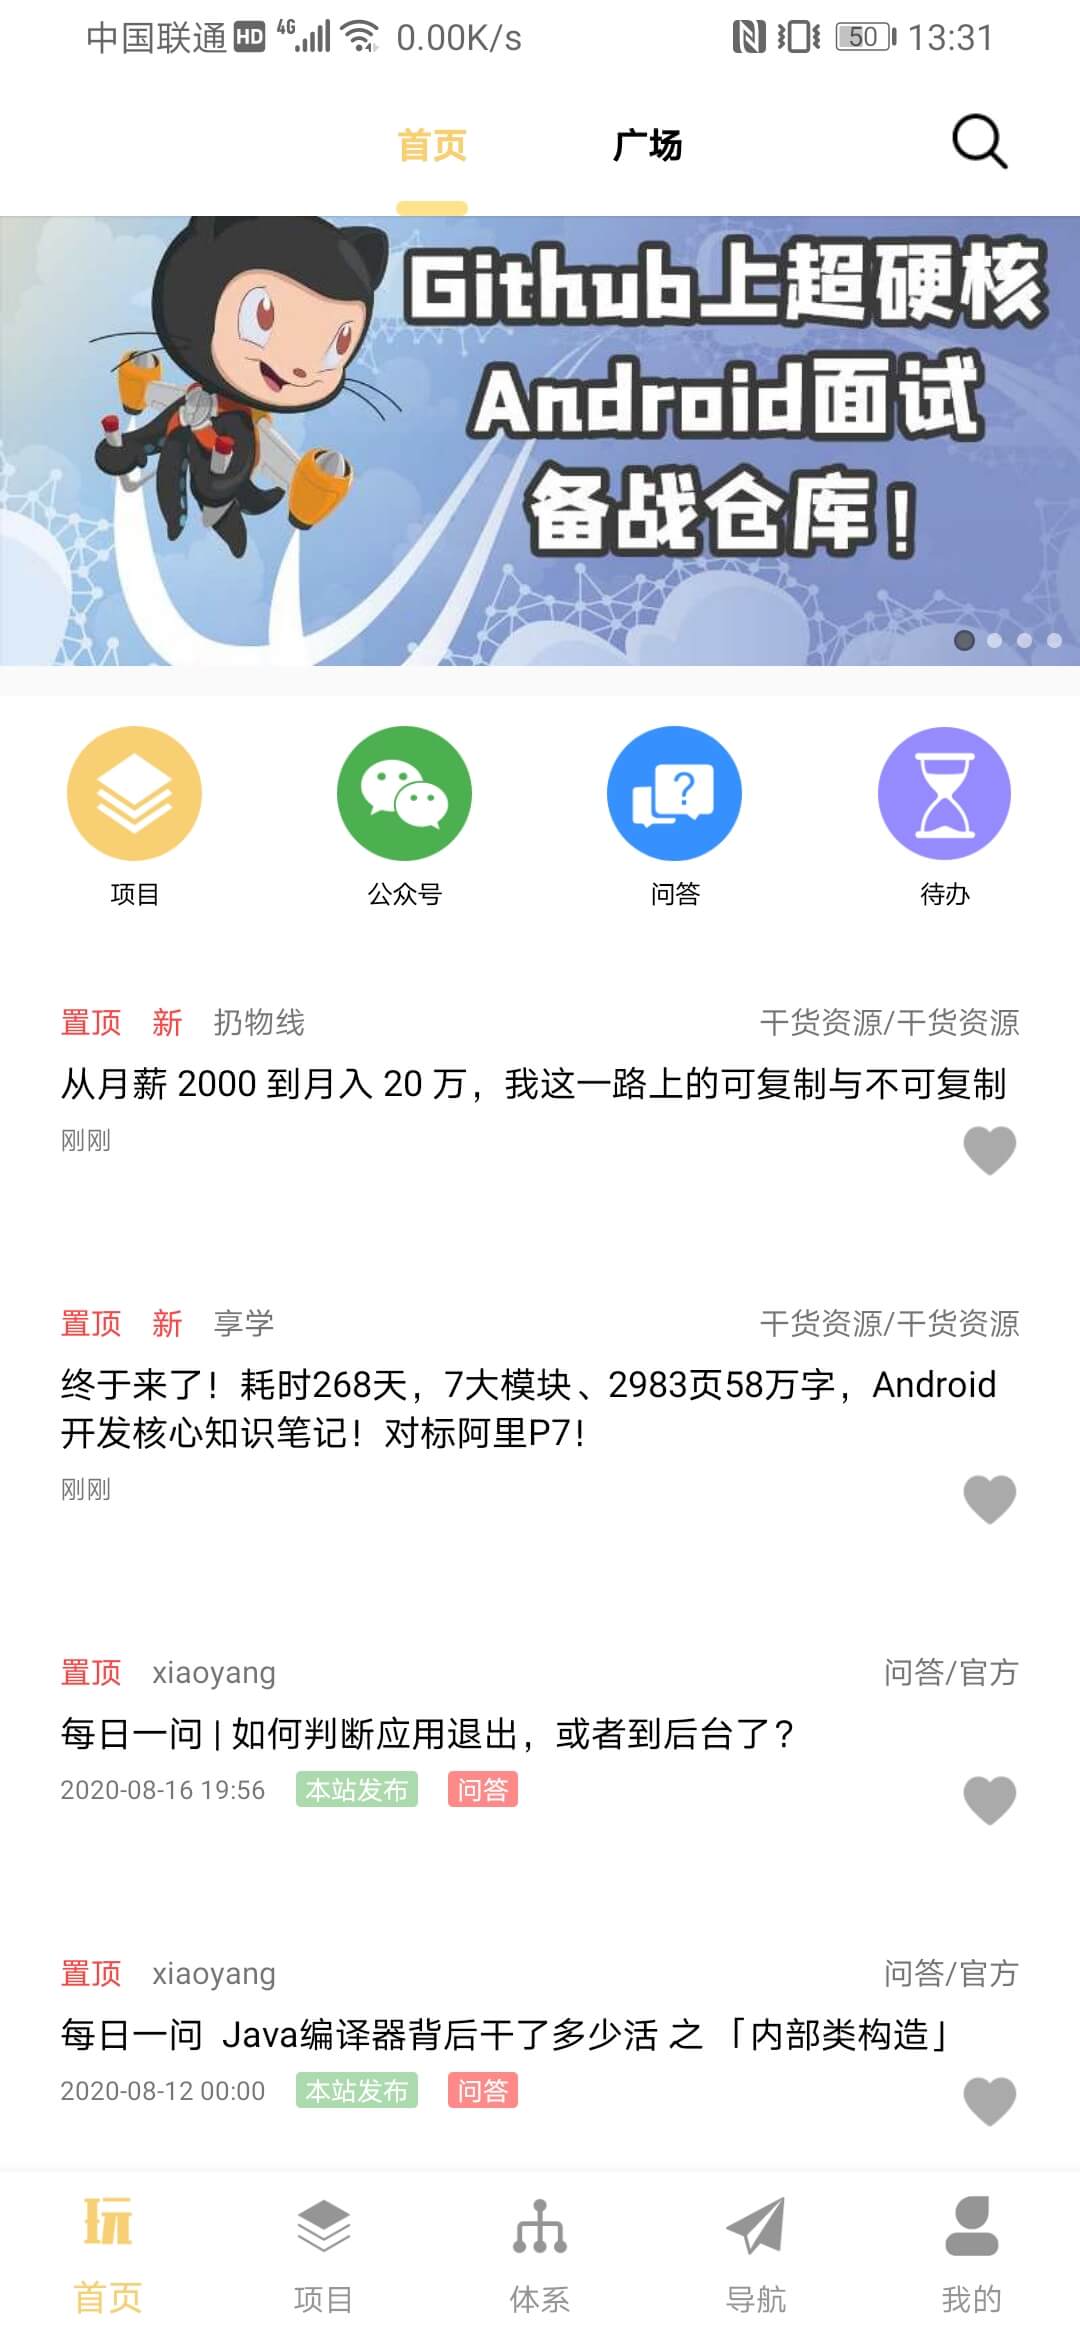 中国联通 HD 4G 0.00K/s 50 13:31
首页 广场
Github上超硬核
Android面试
备战仓库！
项目 公众号 问答 待办
置顶 新 扔物线 干货资源/干货资源
从月薪 2000 到月入 20 万，我这一路上的可复制与不可复制
刚刚
置顶 新 享学 干货资源/干货资源
终于来了！耗时268天，7大模块、2983页58万字，Android
开发核心知识笔记！对标阿里P7！
刚刚
置顶 xiaoyang 问答/官方
每日一问 | 如何判断应用退出，或者到后台了？
2020-08-16 19:56 本站发布 问答
置顶 xiaoyang 问答/官方
每日一问 Java编译器背后干了多少活 之 「内部类构造」
2020-08-12 00:00 本站发布 问答
玩
首页 项目 体系 导航 我的